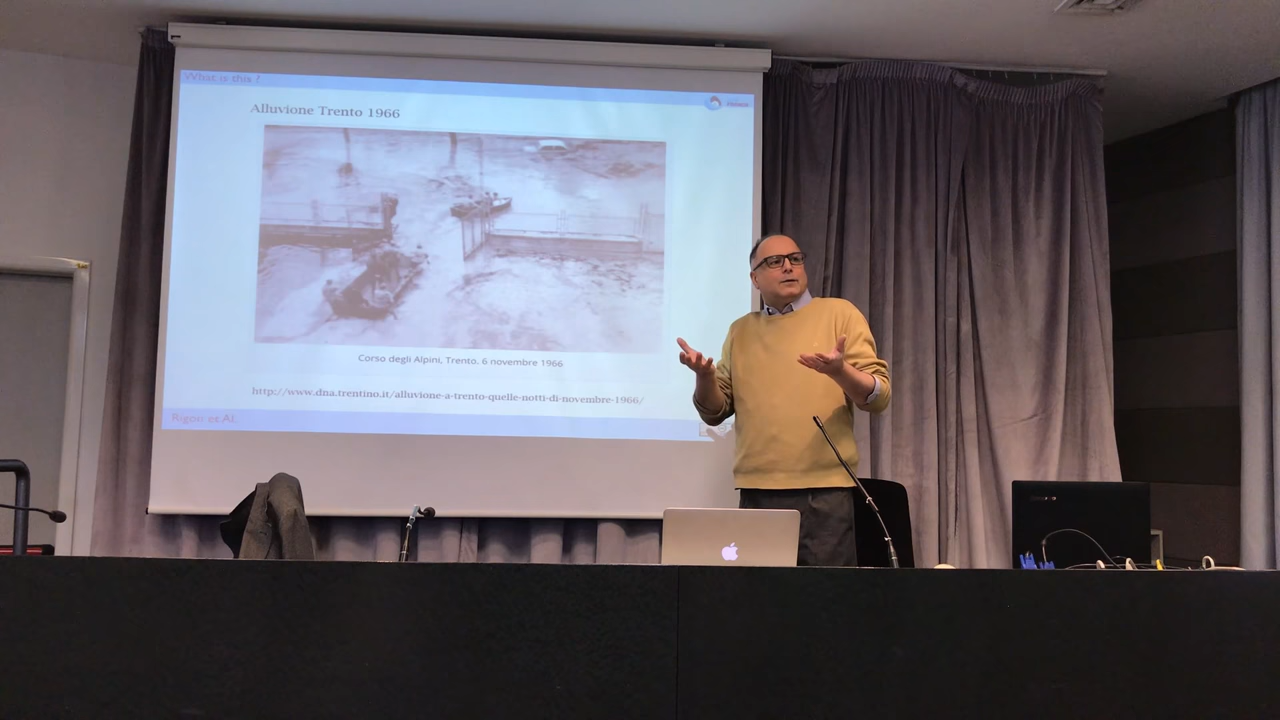 What is this ?
Alluvione Trento 1966
Corso degli Alpini, Trento. 6 novembre 1966
http://www.dna.trentino.it/alluvione-a-trento-quelle-notti-di-novembre-1966/
Rigon et Al.